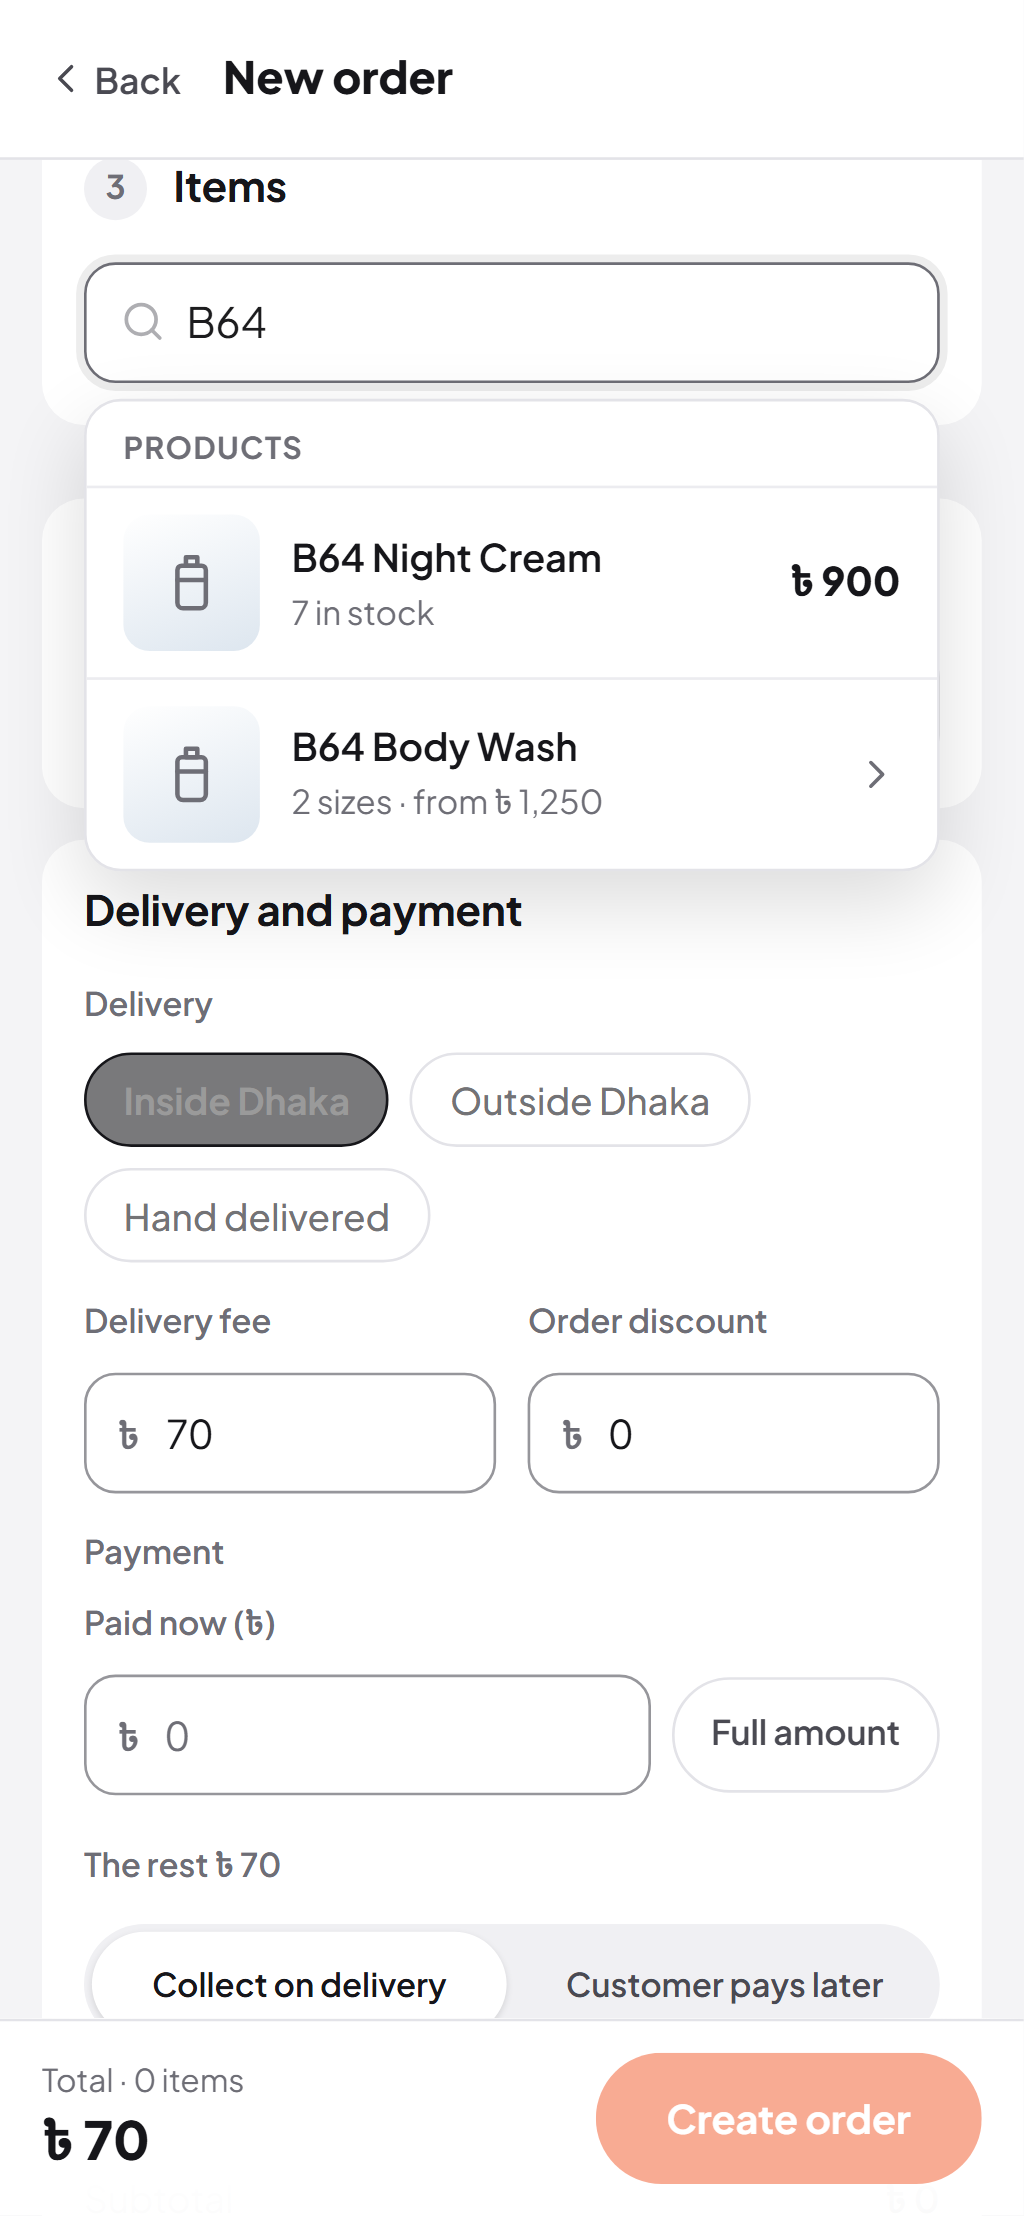 Back New order
3 Items
B64
PRODUCTS
B64 Night Cream
7 in stock
৳ 900
B64 Body Wash
2 sizes · from ৳ 1,250
Delivery and payment
Delivery
Inside Dhaka
Outside Dhaka
Hand delivered
Delivery fee
Order discount
৳ 70
৳ 0
Payment
Paid now (৳)
৳ 0
Full amount
The rest ৳ 70
Collect on delivery
Customer pays later
Total · 0 items
৳ 70
Create order
Subtotal
৳ 0